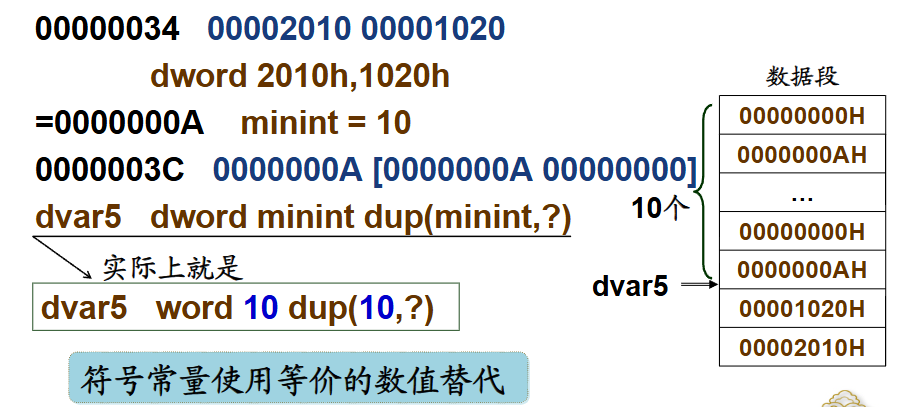 00000034 00002010 00001020
dword 2010h,1020h
=0000000A minint = 10
0000003C 0000000A [0000000A 00000000]
dvar5 dword minint dup(minint,?)
实际上就是
dvar5 word 10 dup(10,?)
符号常量使用等价的数值替代
数据段
00000000H
0000000AH
...
00000000H
0000000AH
00001020H
00002010H
10个
dvar5